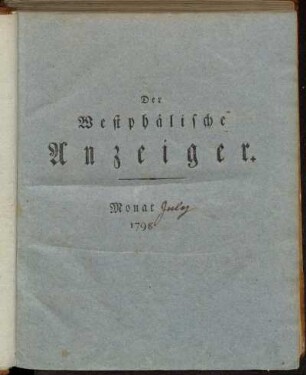 Der
Westphälische
Anzeiger.
Monat July
1798.